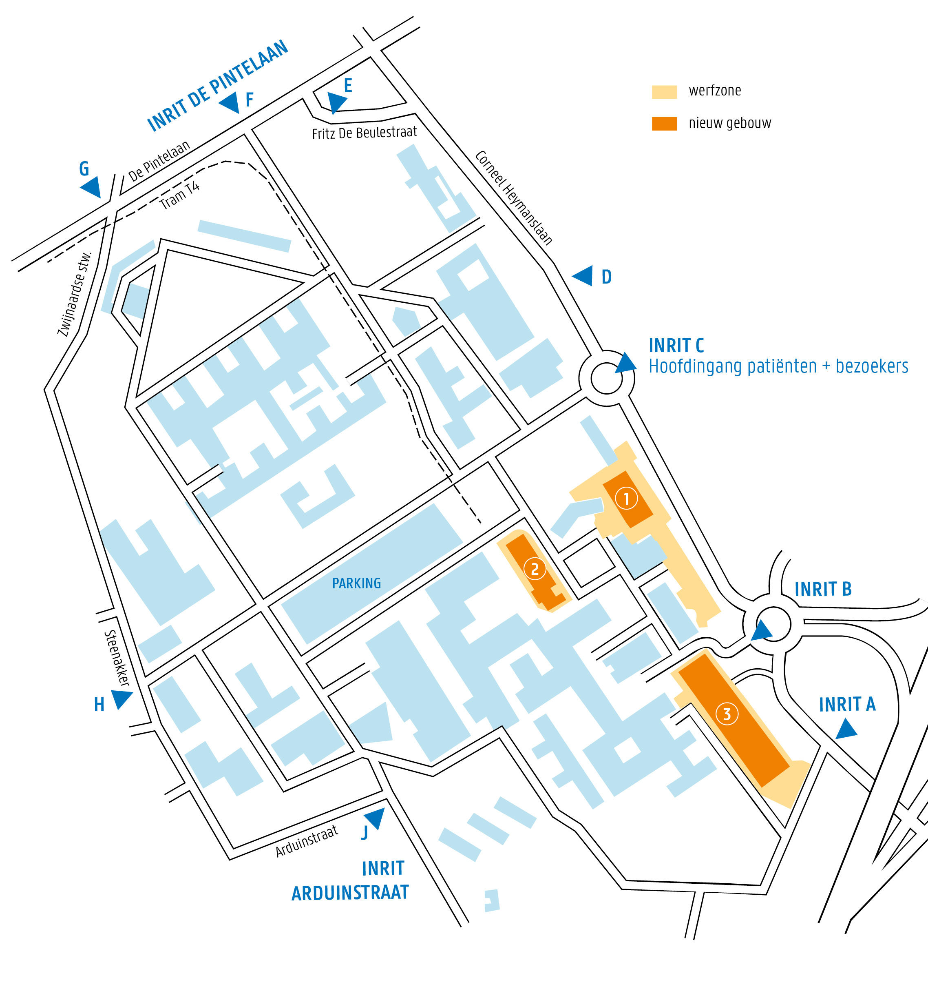 INRIT DE PINTELAAN
E
F
werfzone
nieuw gebouw
Fritz De Beulestraat
De Pintelaan
G
Tram T4
Corneel Heymanslaan
Zwijnaardse stw.
D
INRIT C
Hoofdingang patiënten + bezoekers
1
2
PARKING
INRIT B
Steenakker
H
INRIT A
3
J
Arduinstraat
INRIT
ARDUINSTRAAT